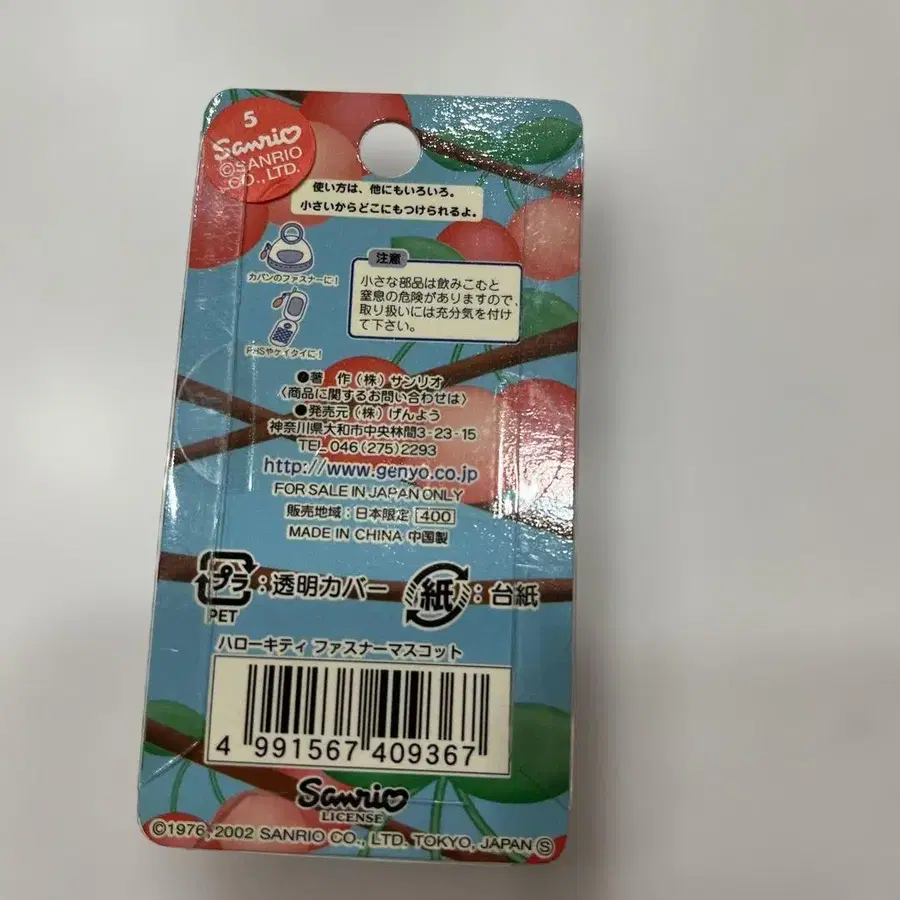 5
Sanrio
©SANRIO
CO.,LTD.
使い方は、他にもいろいろ。
小さいからどこにもつけられるよ。
カバンのファスナーに!
PHSやケイタイに!
注意
小さな部品は飲みこむと
窒息の危険がありますので、
取り扱いには充分気を付け
て下さい。
●著 作(株)サンリオ
〈商品に関するお問い合わせは〉
●発売元(株)げんよう
神奈川県大和市中央林間3-23-15
TEL 046(275)2293
http://www.genyo.co.jp
FOR SALE IN JAPAN ONLY
販売地域:日本限定 400
MADE IN CHINA 中国製
プラ:透明カバー 紙:台紙
PET
ハローキティ ファスナーマスコット
4 991567 409367
Sanrio
LICENSE
©1976, 2002 SANRIO CO., LTD. TOKYO, JAPAN Ⓢ